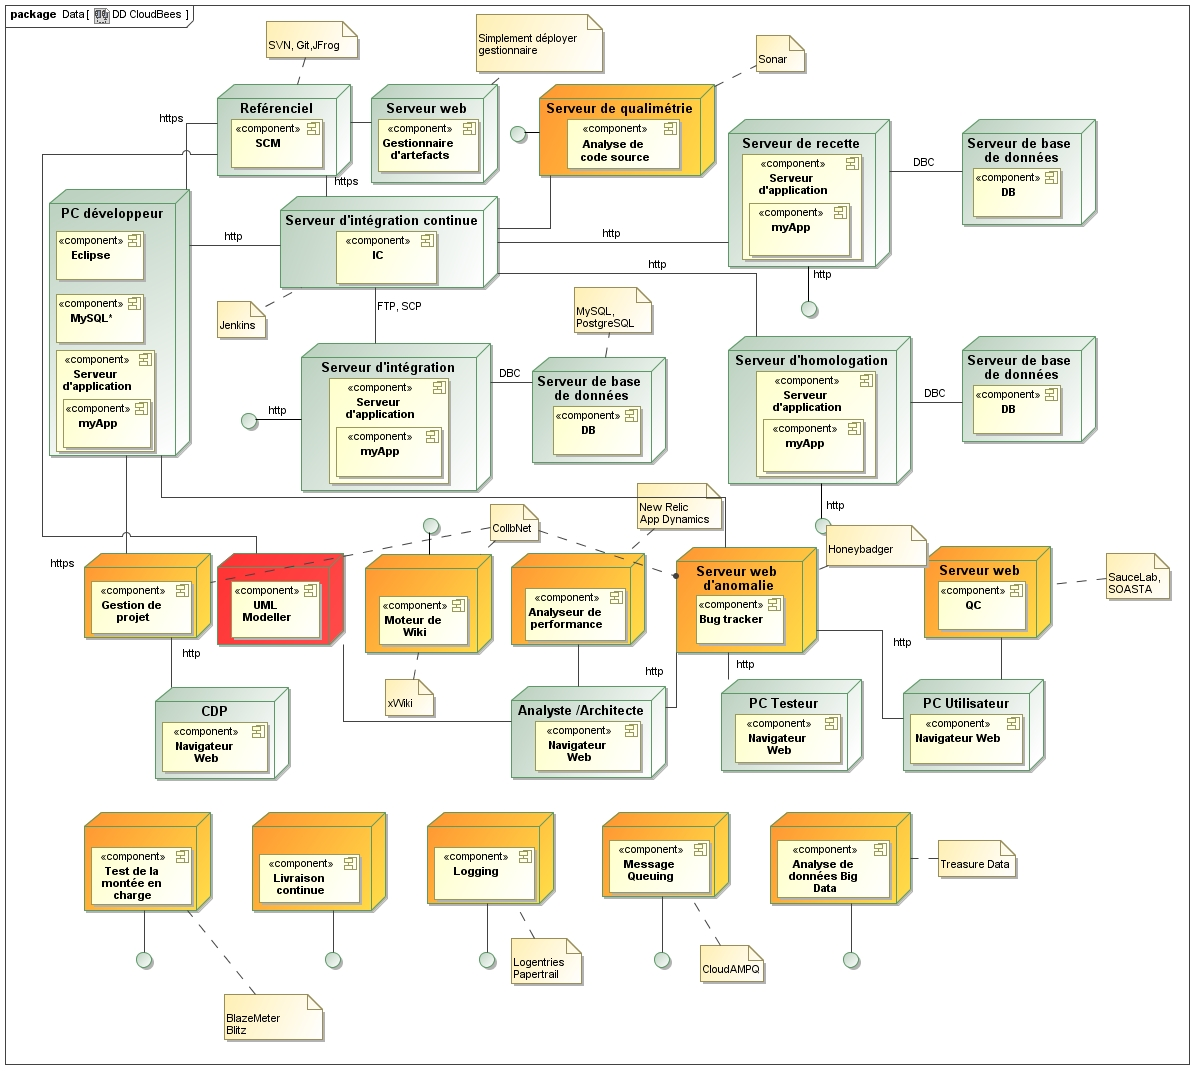 package Data [ DD CloudBees ]
SVN, Git,JFrog
Simplement déployer
gestionnaire
Sonar
Reférenciel
«component»
SCM
Serveur web
«component»
Gestionnaire
d'artefacts
Serveur de qualimétrie
«component»
Analyse de
code source
Serveur de recette
«component»
Serveur
d'application
«component»
myApp
DBC
Serveur de base
de données
«component»
DB
https
https
PC développeur
«component»
Eclipse
«component»
MySQL*
«component»
Serveur
d'application
«component»
myApp
http
Serveur d'intégration continue
«component»
IC
http
http
http
Jenkins
FTP, SCP
MySQL,
PostgreSQL
Serveur d'intégration
«component»
Serveur
d'application
«component»
myApp
http
DBC
Serveur de base
de données
«component»
DB
Serveur d'homologation
«component»
Serveur
d'application
«component»
myApp
DBC
Serveur de base
de données
«component»
DB
http
CollbNet
New Relic
App Dynamics
Honeybadger
https
«component»
Gestion de
projet
«component»
UML
Modeller
«component»
Moteur de
Wiki
«component»
Analyseur de
performance
Serveur web
d'anomalie
«component»
Bug tracker
Serveur web
«component»
QC
SauceLab,
SOASTA
http
http
http
http
xWiki
CDP
«component»
Navigateur
Web
Analyste /Architecte
«component»
Navigateur
Web
PC Testeur
«component»
Navigateur
Web
PC Utilisateur
«component»
Navigateur Web
«component»
Test de la
montée en
charge
«component»
Livraison
continue
«component»
Logging
«component»
Message
Queuing
«component»
Analyse de
données Big
Data
Treasure Data
Logentries
Papertrail
CloudAMPQ
BlazeMeter
Blitz